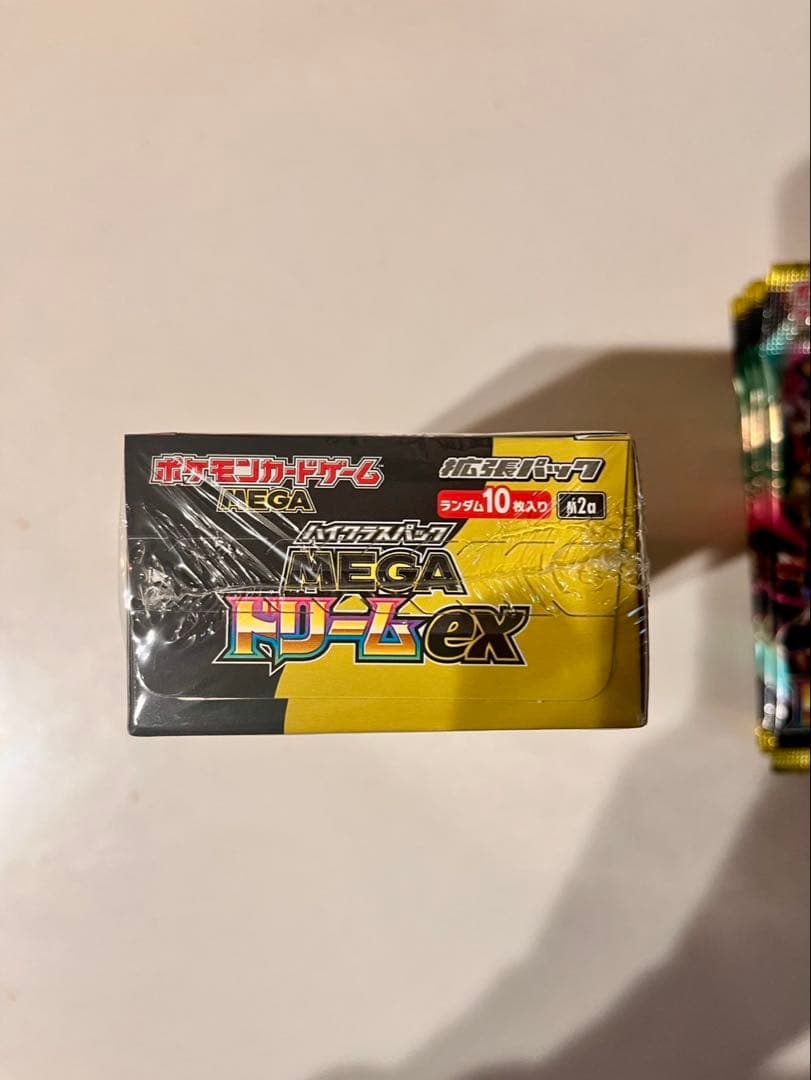 ポケモンカードゲーム
MEGA
拡張パック
ランダム10枚入り
M2a
ハイクラスパック
MEGA
ドリームex